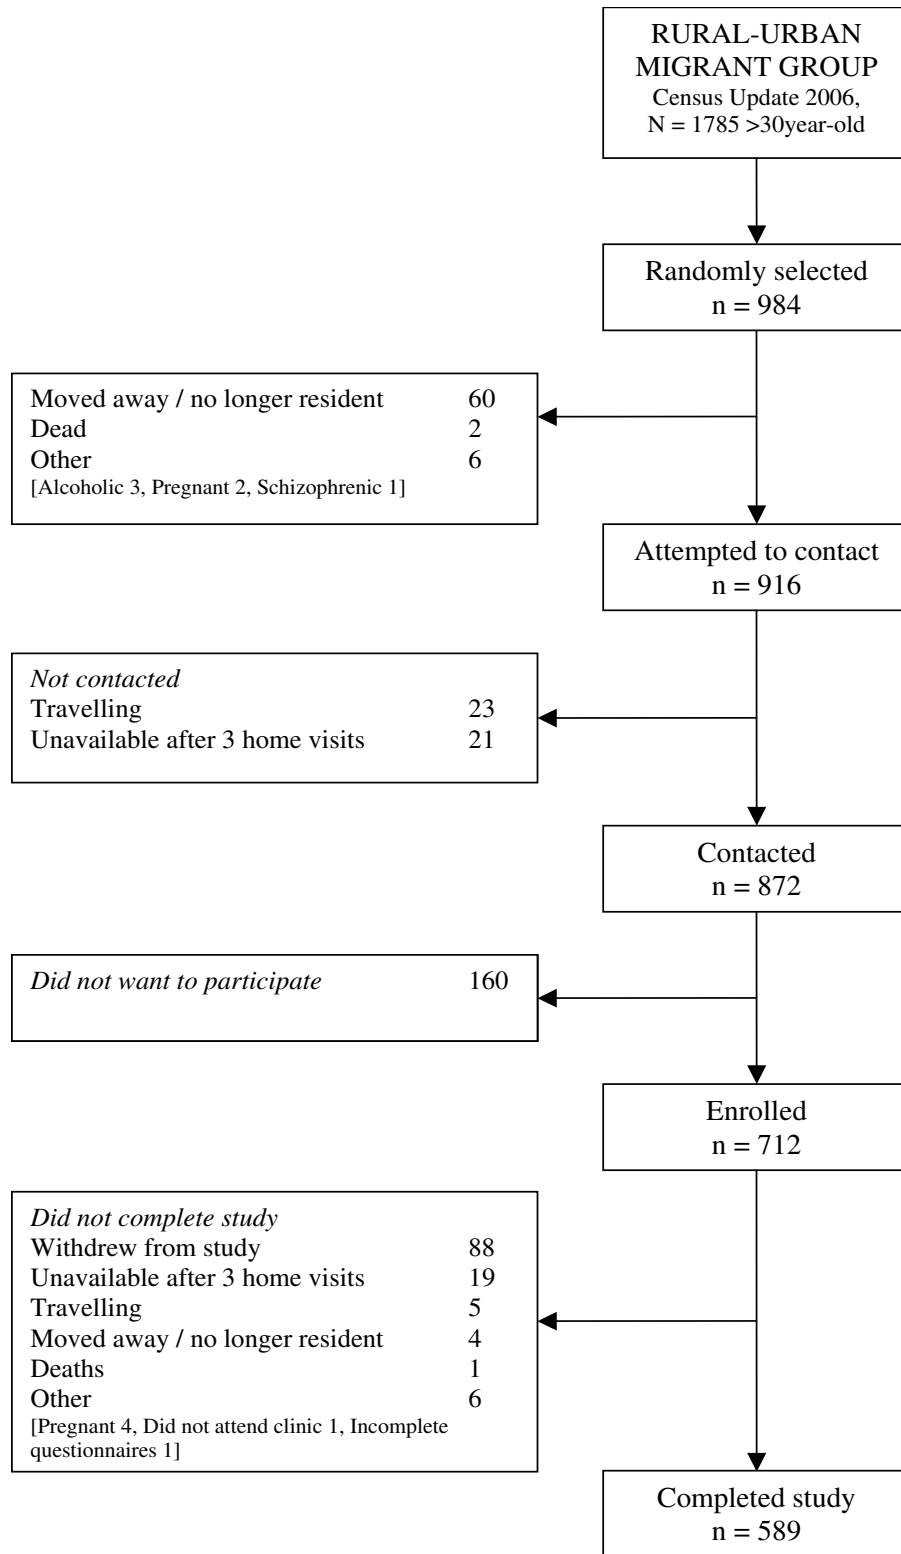 RURAL-URBAN
MIGRANT GROUP
Census Update 2006,
N = 1785 >30year-old
Randomly selected
n = 984
Moved away / no longer resident 60
Dead 2
Other 6
[Alcoholic 3, Pregnant 2, Schizophrenic 1]
Attempted to contact
n = 916
Not contacted
Travelling 23
Unavailable after 3 home visits 21
Contacted
n = 872
Did not want to participate 160
Enrolled
n = 712
Did not complete study
Withdrew from study 88
Unavailable after 3 home visits 19
Travelling 5
Moved away / no longer resident 4
Deaths 1
Other 6
[Pregnant 4, Did not attend clinic 1, Incomplete
questionnaires 1]
Completed study
n = 589